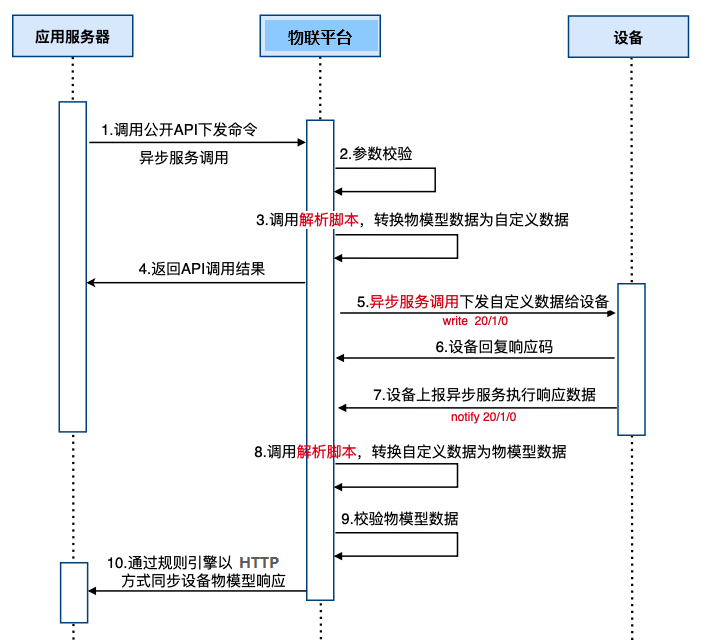 应用服务器
物联平台
设备
1.调用公开API下发命令
异步服务调用
2.参数校验
3.调用解析脚本，转换物模型数据为自定义数据
4.返回API调用结果
5.异步服务调用下发自定义数据给设备
write 20/1/0
6.设备回复响应码
7.设备上报异步服务执行响应数据
notify 20/1/0
8.调用解析脚本，转换自定义数据为物模型数据
9.校验物模型数据
10.通过规则引擎以 HTTP
方式同步设备物模型响应